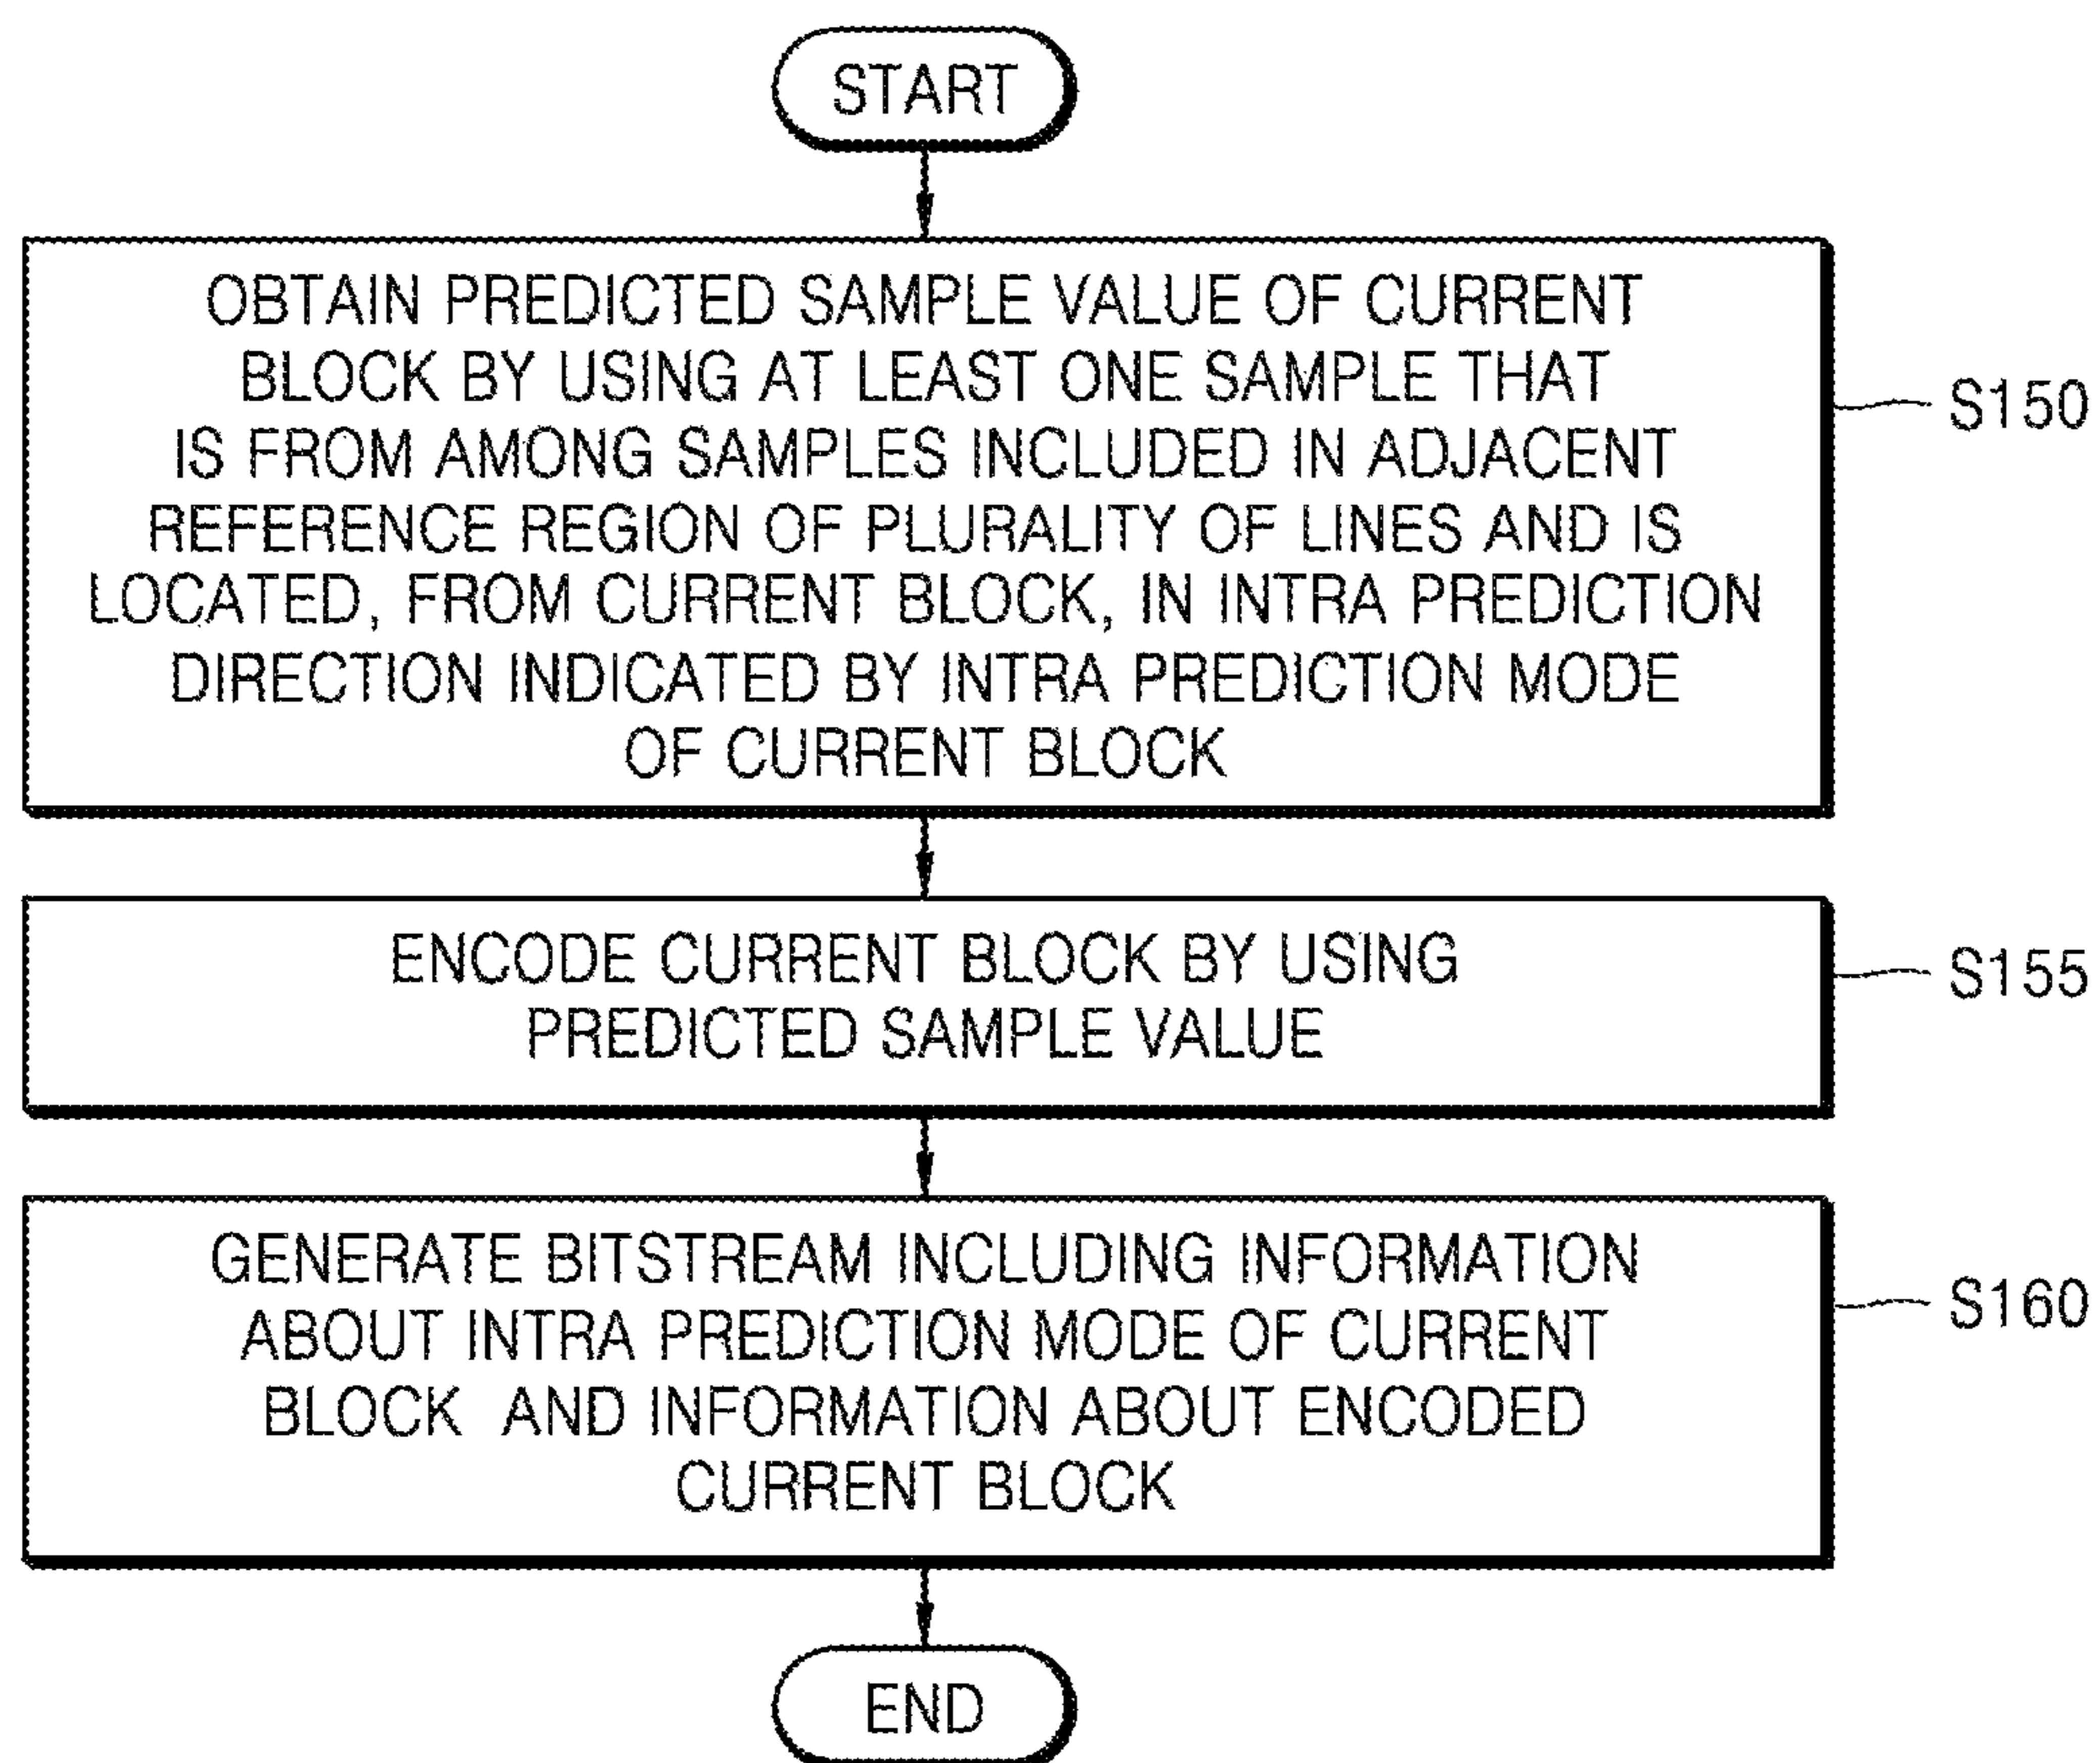 START
OBTAIN PREDICTED SAMPLE VALUE OF CURRENT
BLOCK BY USING AT LEAST ONE SAMPLE THAT
IS FROM AMONG SAMPLES INCLUDED IN ADJACENT
REFERENCE REGION OF PLURALITY OF LINES AND IS
LOCATED, FROM CURRENT BLOCK, IN INTRA PREDICTION
DIRECTION INDICATED BY INTRA PREDICTION MODE
OF CURRENT BLOCK
S150
ENCODE CURRENT BLOCK BY USING
PREDICTED SAMPLE VALUE
S155
GENERATE BITSTREAM INCLUDING INFORMATION
ABOUT INTRA PREDICTION MODE OF CURRENT
BLOCK AND INFORMATION ABOUT ENCODED
CURRENT BLOCK
S160
END